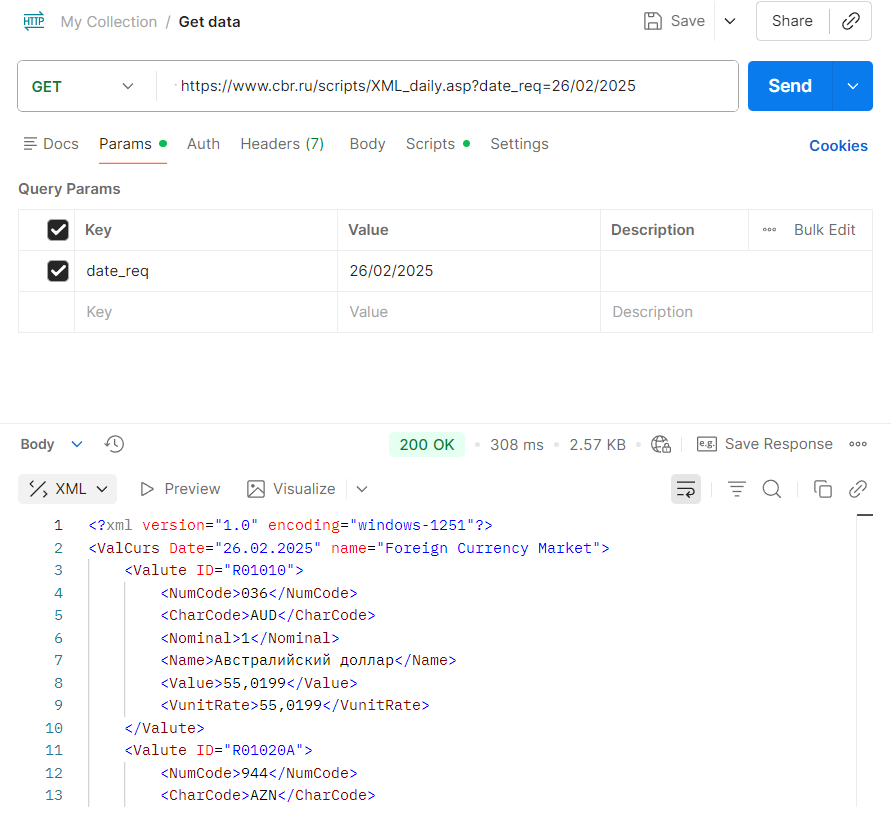 HTTP My Collection / Get data Save Share
GET https://www.cbr.ru/scripts/XML_daily.asp?date_req=26/02/2025 Send
Docs Params Auth Headers (7) Body Scripts Settings Cookies
Query Params
Key Value Description Bulk Edit
date_req 26/02/2025
Key Value Description
Body 200 OK 308 ms 2.57 KB e.g. Save Response
XML Preview Visualize
1 <?xml version="1.0" encoding="windows-1251"?>
2 <ValCurs Date="26.02.2025" name="Foreign Currency Market">
3 <Valute ID="R01010">
4 <NumCode>036</NumCode>
5 <CharCode>AUD</CharCode>
6 <Nominal>1</Nominal>
7 <Name>Австралийский доллар</Name>
8 <Value>55,0199</Value>
9 <VunitRate>55,0199</VunitRate>
10 </Valute>
11 <Valute ID="R01020A">
12 <NumCode>944</NumCode>
13 <CharCode>AZN</CharCode>